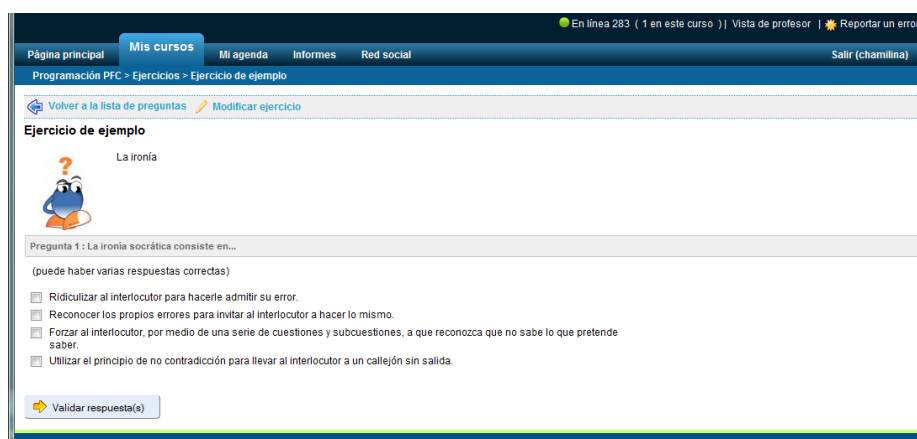 En línea 283 ( 1 en este curso ) | Vista de profesor | Reportar un erro
Página principal Mis cursos Mi agenda Informes Red social Salir (chamilina)
Programación PFC > Ejercicios > Ejercicio de ejemplo
Volver a la lista de preguntas Modificar ejercicio
Ejercicio de ejemplo
La ironía
Pregunta 1 : La ironía socrática consiste en...
(puede haber varias respuestas correctas)
Ridiculizar al interlocutor para hacerle admitir su error.
Reconocer los propios errores para invitar al interlocutor a hacer lo mismo.
Forzar al interlocutor, por medio de una serie de cuestiones y subcuestiones, a que reconozca que no sabe lo que pretende
saber.
Utilizar el principio de no contradicción para llevar al interlocutor a un callejón sin salida.
Validar respuesta(s)